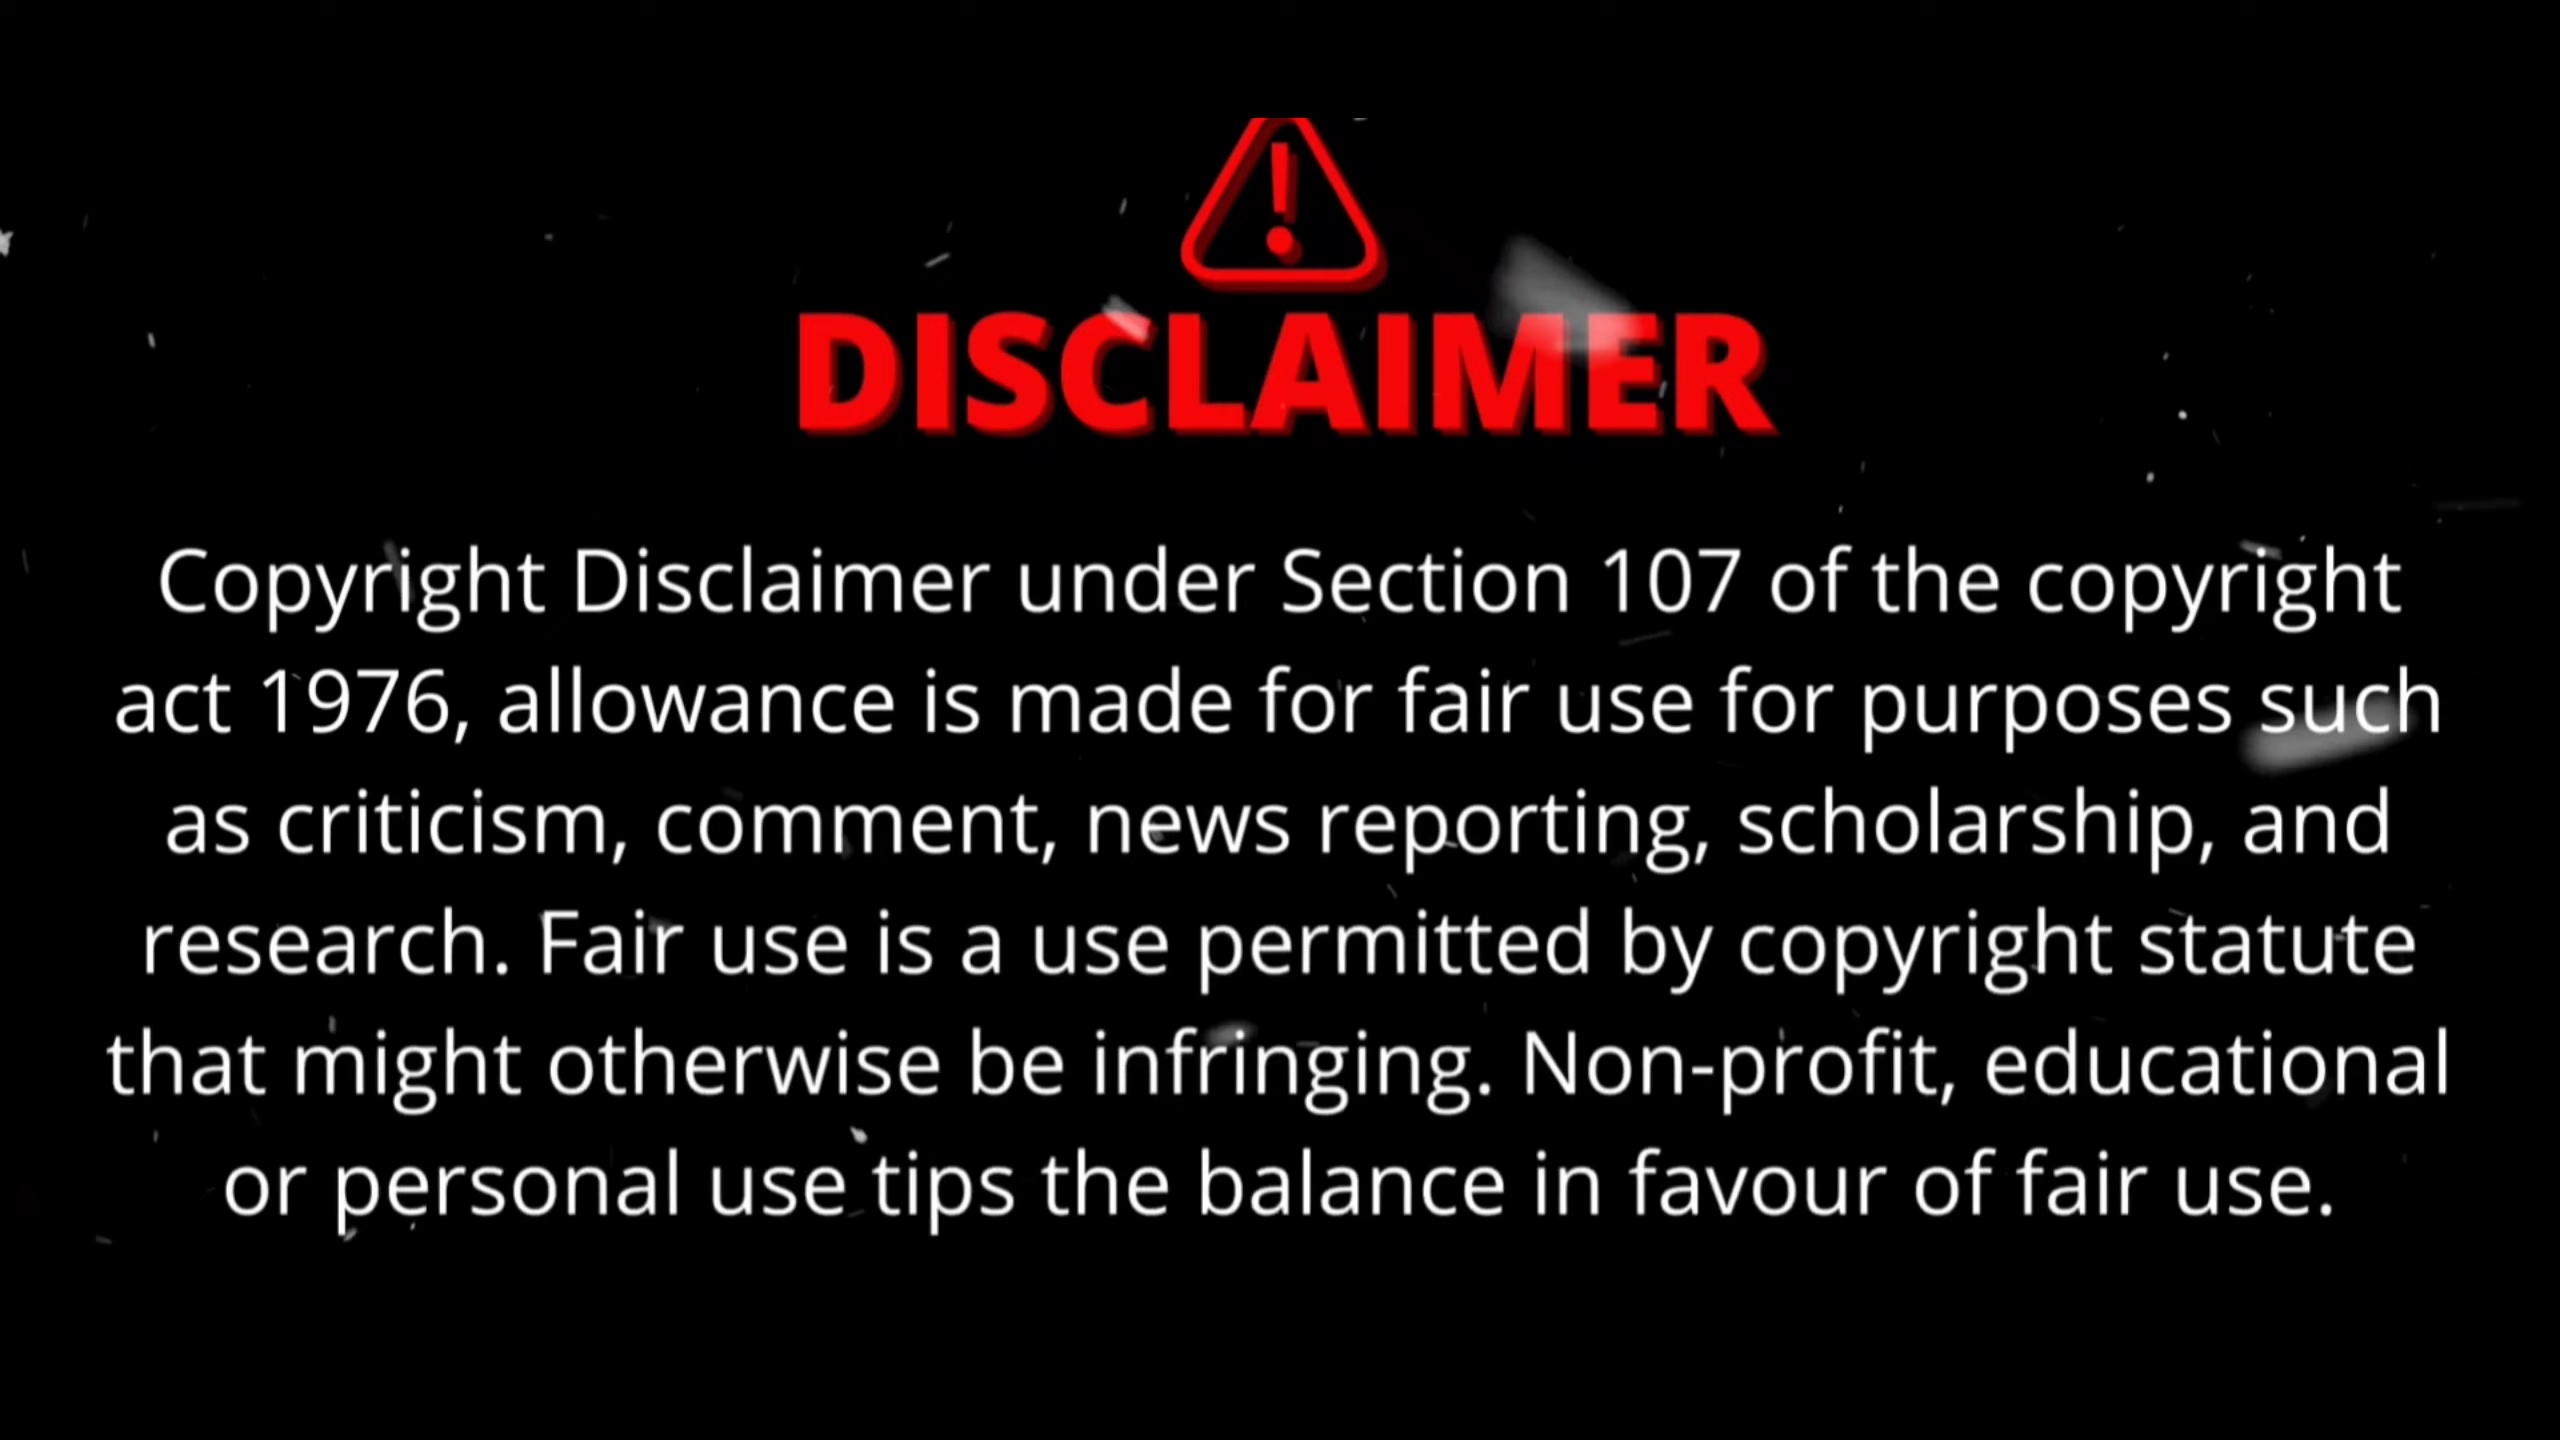 DISCLAIMER
Copyright Disclaimer under Section 107 of the copyright
act 1976, allowance is made for fair use for purposes such
as criticism, comment, news reporting, scholarship, and
research. Fair use is a use permitted by copyright statute
that might otherwise be infringing. Non-profit, educational
or personal use tips the balance in favour of fair use.